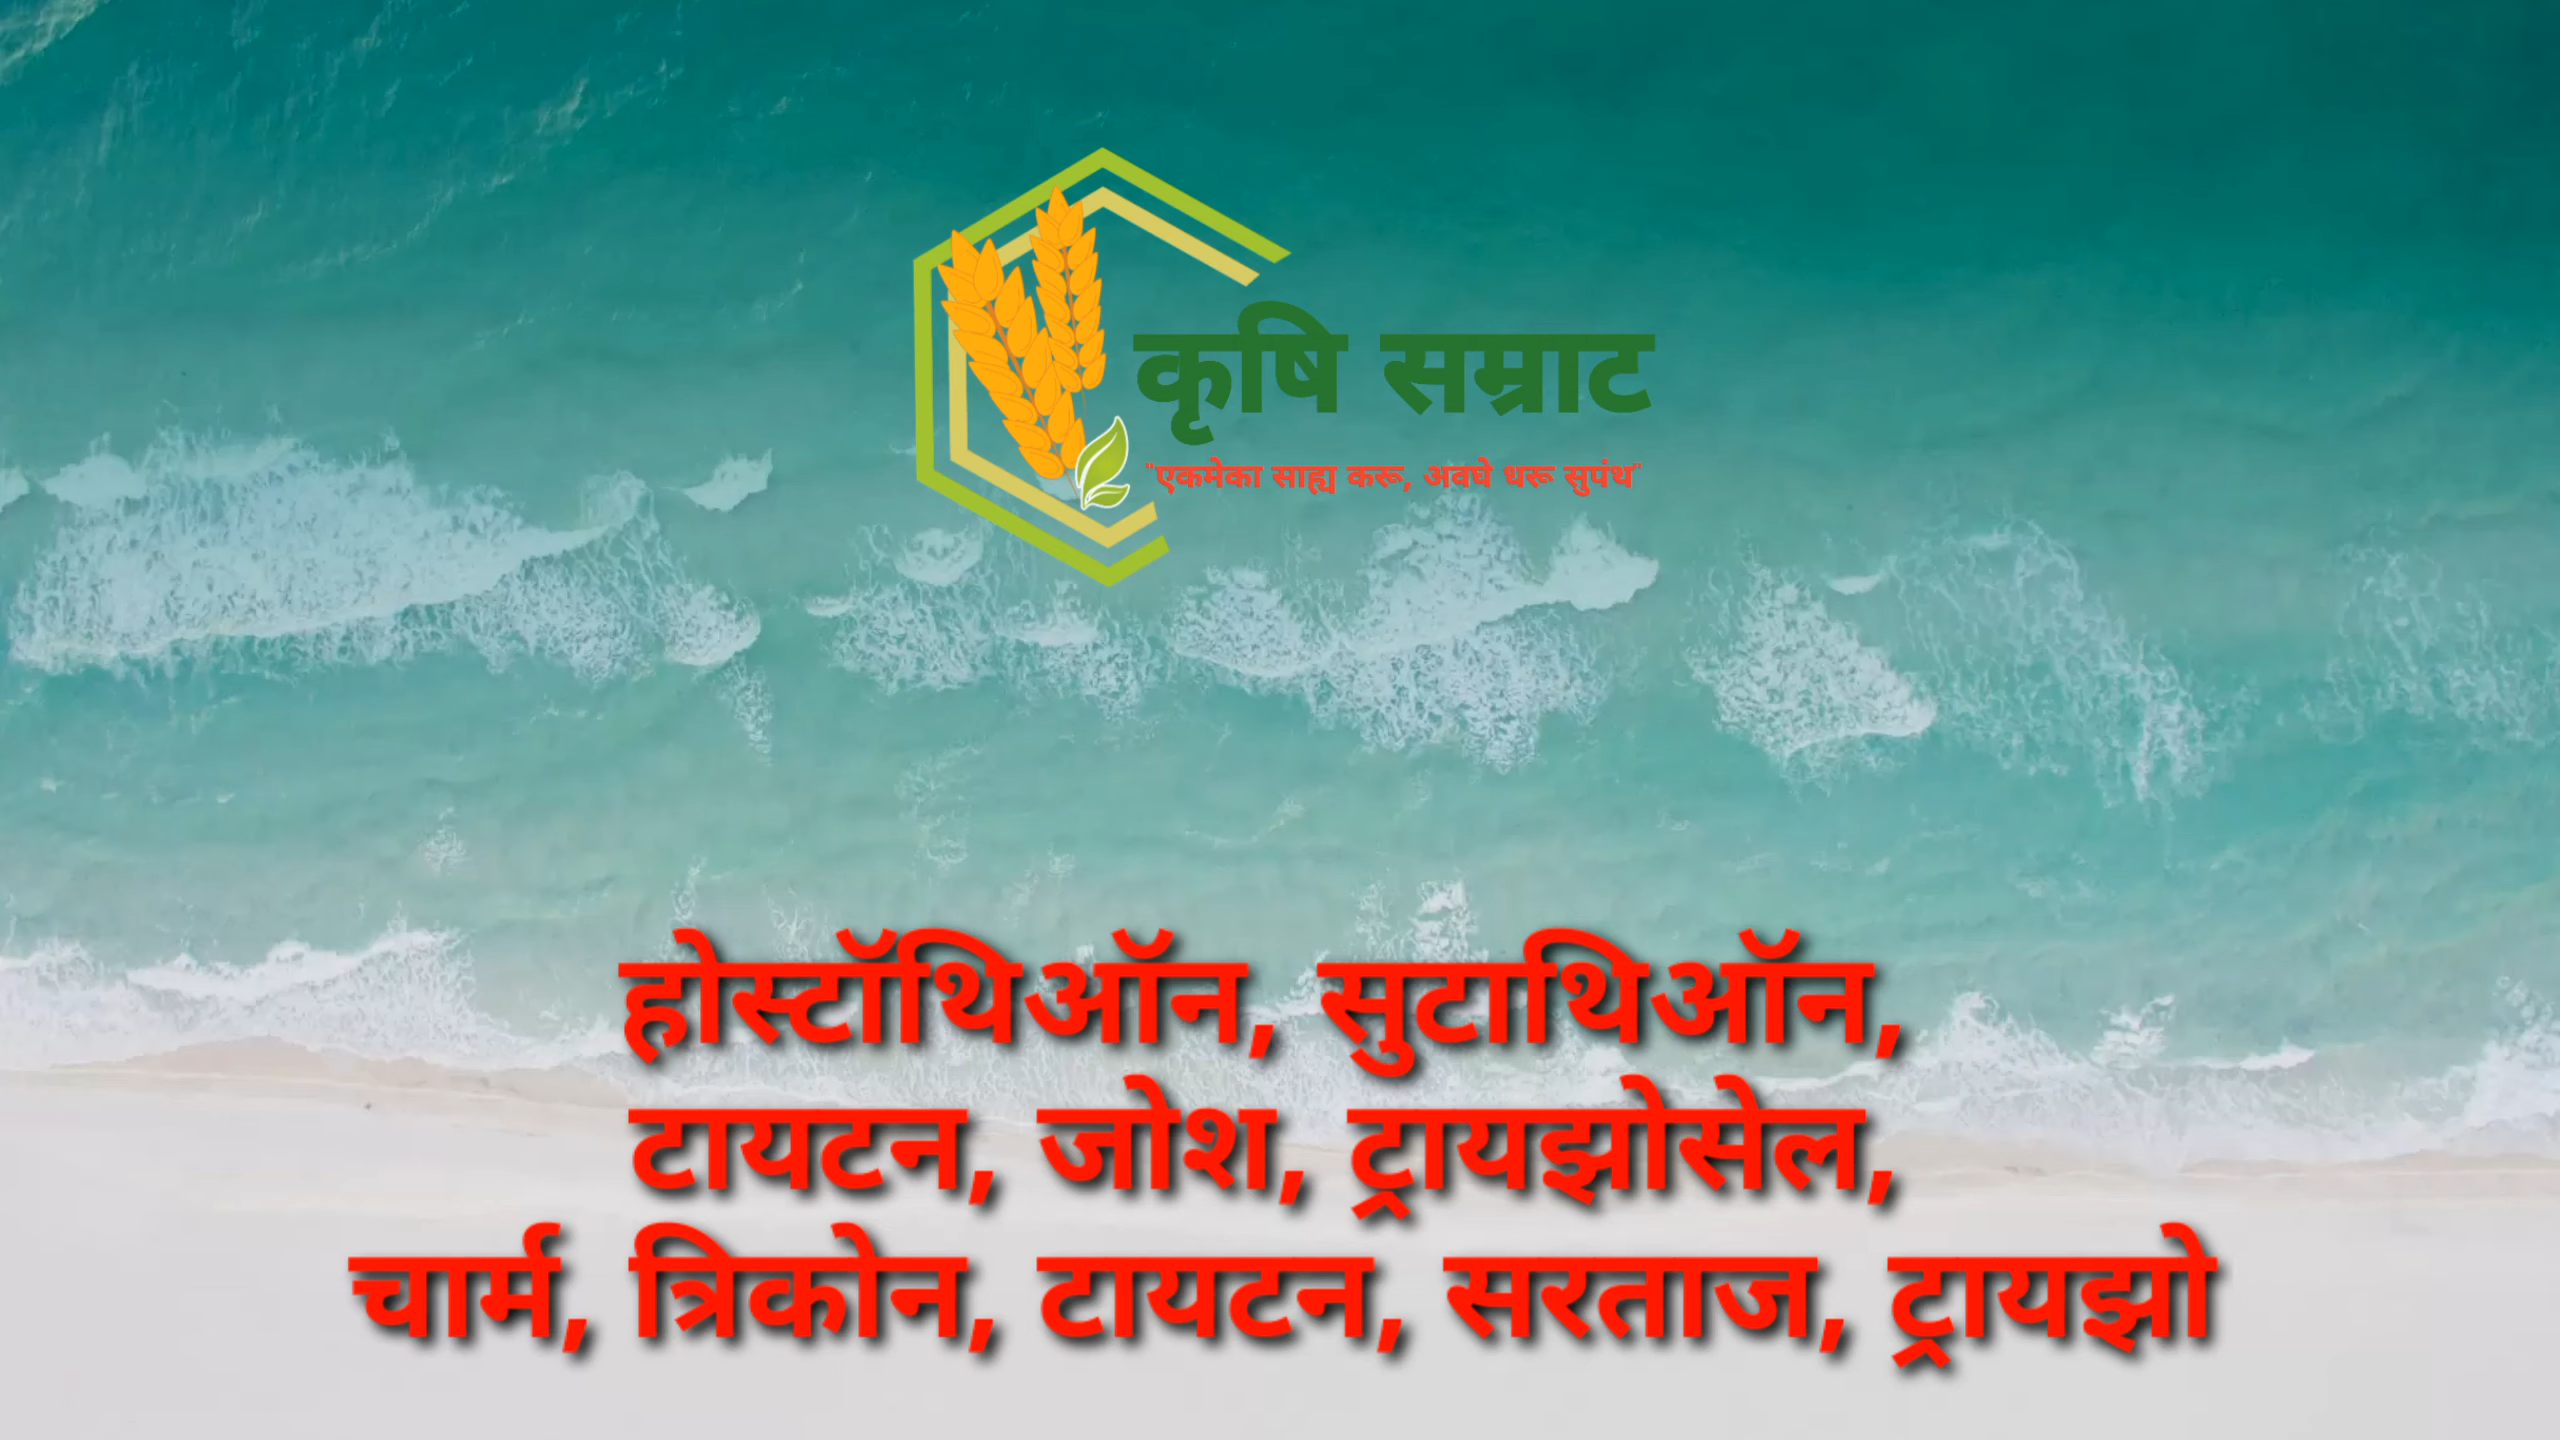 कृषि सम्राट
"एकमेका साह्य करू, अवघे धरू सुपंथ"
होस्टॉथिऑन, सुटाथिऑन,
टायटन, जोश, ट्रायझोसेल,
चार्म, त्रिकोन, टायटन, सरताज, ट्रायझो